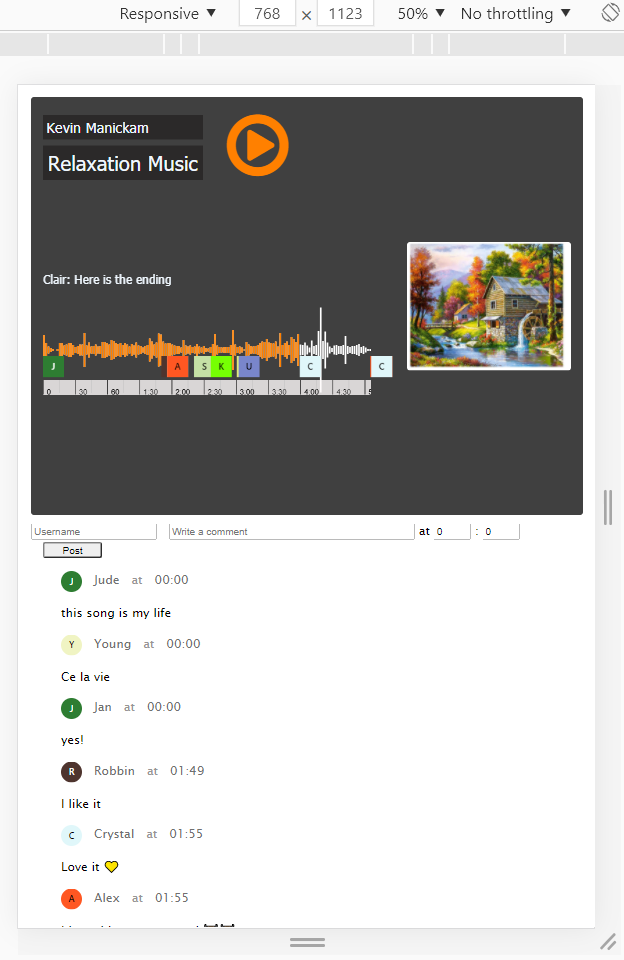 Responsive ▼ 768 × 1123 50% ▼ No throttling ▼
Kevin Manickam
Relaxation Music
Clair: Here is the ending
J A S K U C C
0 30 60 1:30 2:00 2:30 3:00 3:30 4:00 4:30
Username Write a comment at 0 : 0
Post
J Jude at 00:00
this song is my life
Y Young at 00:00
Ce la vie
J Jan at 00:00
yes!
R Robbin at 01:49
I like it
C Crystal at 01:55
Love it 💛
A Alex at 01:55